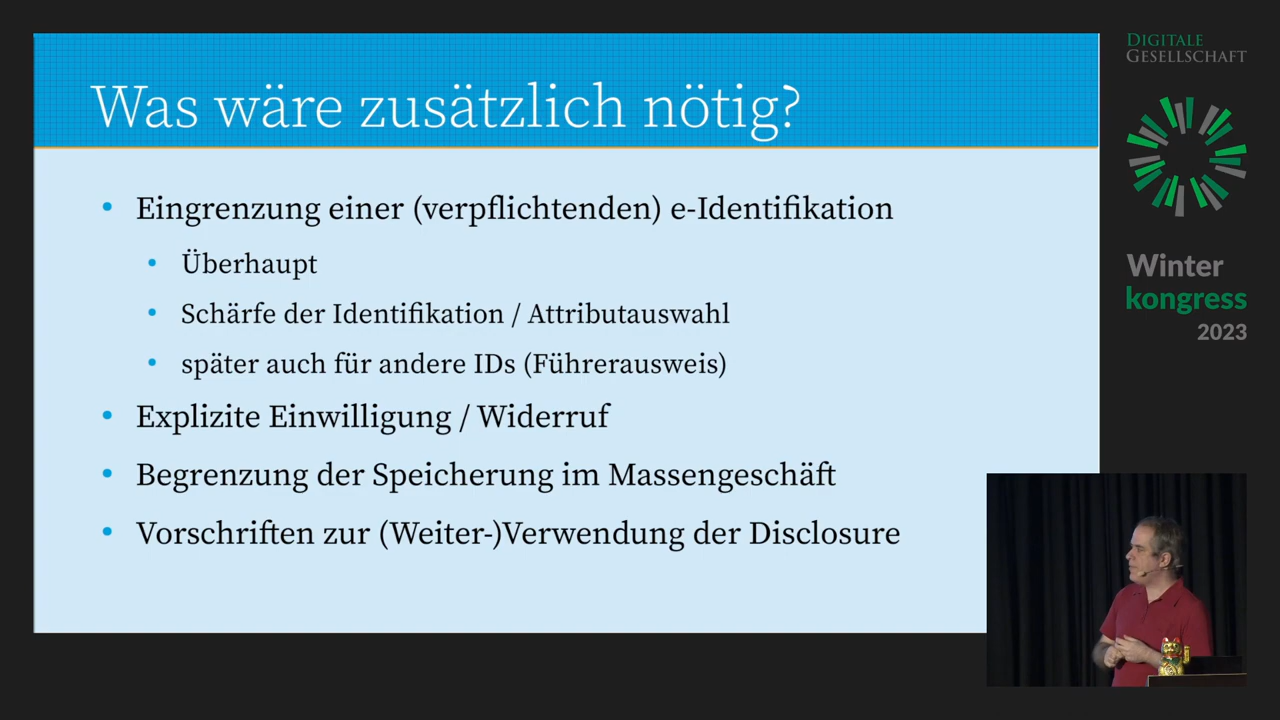 Was wäre zusätzlich nötig?
• Eingrenzung einer (verpflichtenden) e-Identifikation
• Überhaupt
• Schärfe der Identifikation / Attributauswahl
• später auch für andere IDs (Führerausweis)
• Explizite Einwilligung / Widerruf
• Begrenzung der Speicherung im Massengeschäft
• Vorschriften zur (Weiter-)Verwendung der Disclosure
DIGITALE
GESELLSCHAFT
Winter
kongress
2023